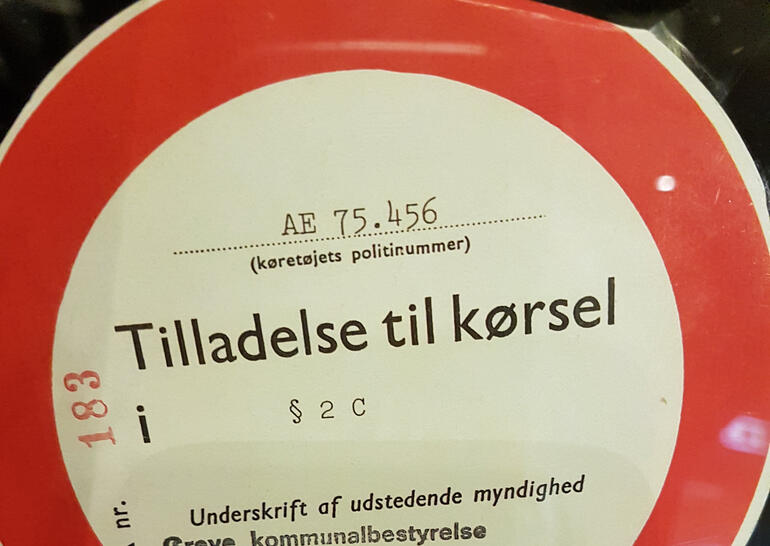 AE 75.456
(køretøjets politinummer)
Tilladelse til kørsel
i § 2 C
183
nr.
Underskrift af udstedende myndighed
Greve kommunalbestyrelse